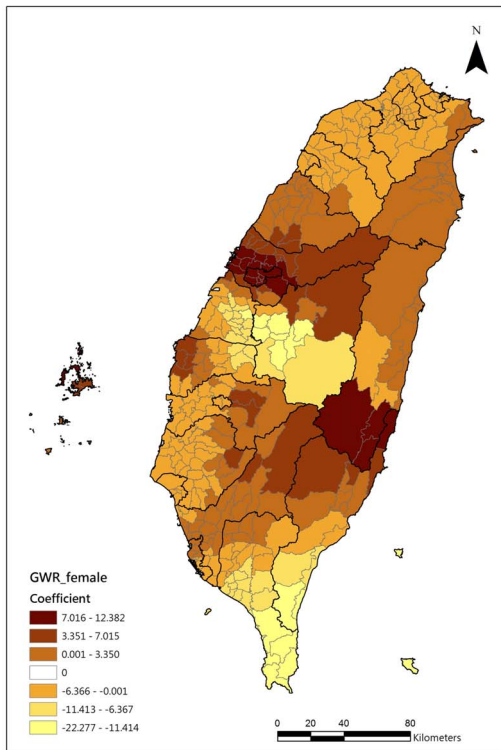 N
GWR_female
Coefficient
7.016 - 12.382
3.351 - 7.015
0.001 - 3.350
0
-6.366 - -0.001
-11.413 - -6.367
-22.277 - -11.414
0 20 40 80
Kilometers